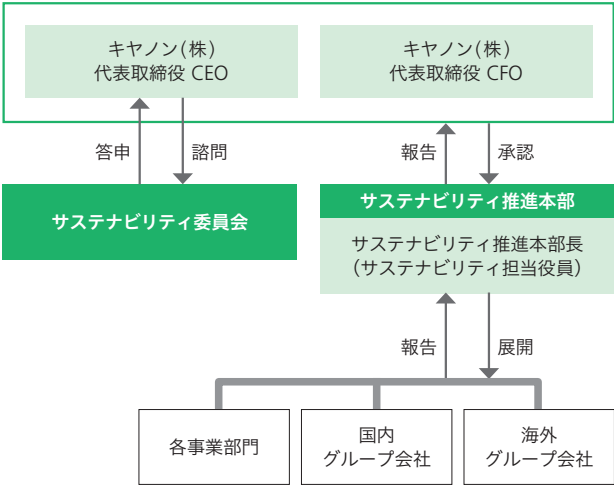 キヤノン(株)
代表取締役 CEO
キヤノン(株)
代表取締役 CFO
答申
諮問
報告
承認
サステナビリティ委員会
サステナビリティ推進本部
サステナビリティ推進本部長
(サステナビリティ担当役員)
報告
展開
各事業部門
国内
グループ会社
海外
グループ会社